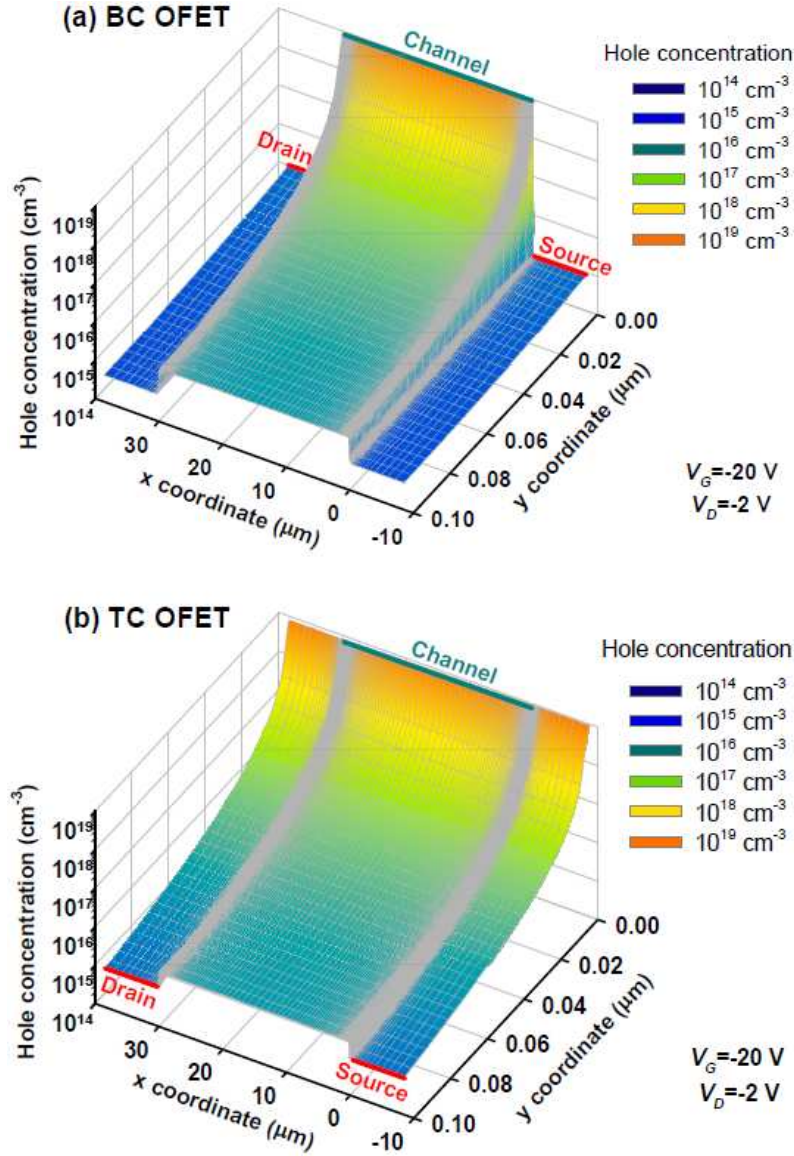 (a) BC OFET
Channel
Hole concentration
10¹⁴ cm⁻³
10¹⁵ cm⁻³
10¹⁶ cm⁻³
10¹⁷ cm⁻³
10¹⁸ cm⁻³
10¹⁹ cm⁻³
Drain
Source
Hole concentration (cm⁻³)
10¹⁹
10¹⁸
10¹⁷
10¹⁶
10¹⁵
10¹⁴
30
20
10
0
-10
x coordinate (μm)
0.00
0.02
0.04
0.06
0.08
0.10
y coordinate (μm)
V_G=-20 V
V_D=-2 V
(b) TC OFET
Channel
Hole concentration
10¹⁴ cm⁻³
10¹⁵ cm⁻³
10¹⁶ cm⁻³
10¹⁷ cm⁻³
10¹⁸ cm⁻³
10¹⁹ cm⁻³
Hole concentration (cm⁻³)
10¹⁹
10¹⁸
10¹⁷
10¹⁶
10¹⁵
10¹⁴
Drain
Source
30
20
10
0
-10
x coordinate (μm)
0.00
0.02
0.04
0.06
0.08
0.10
y coordinate (μm)
V_G=-20 V
V_D=-2 V